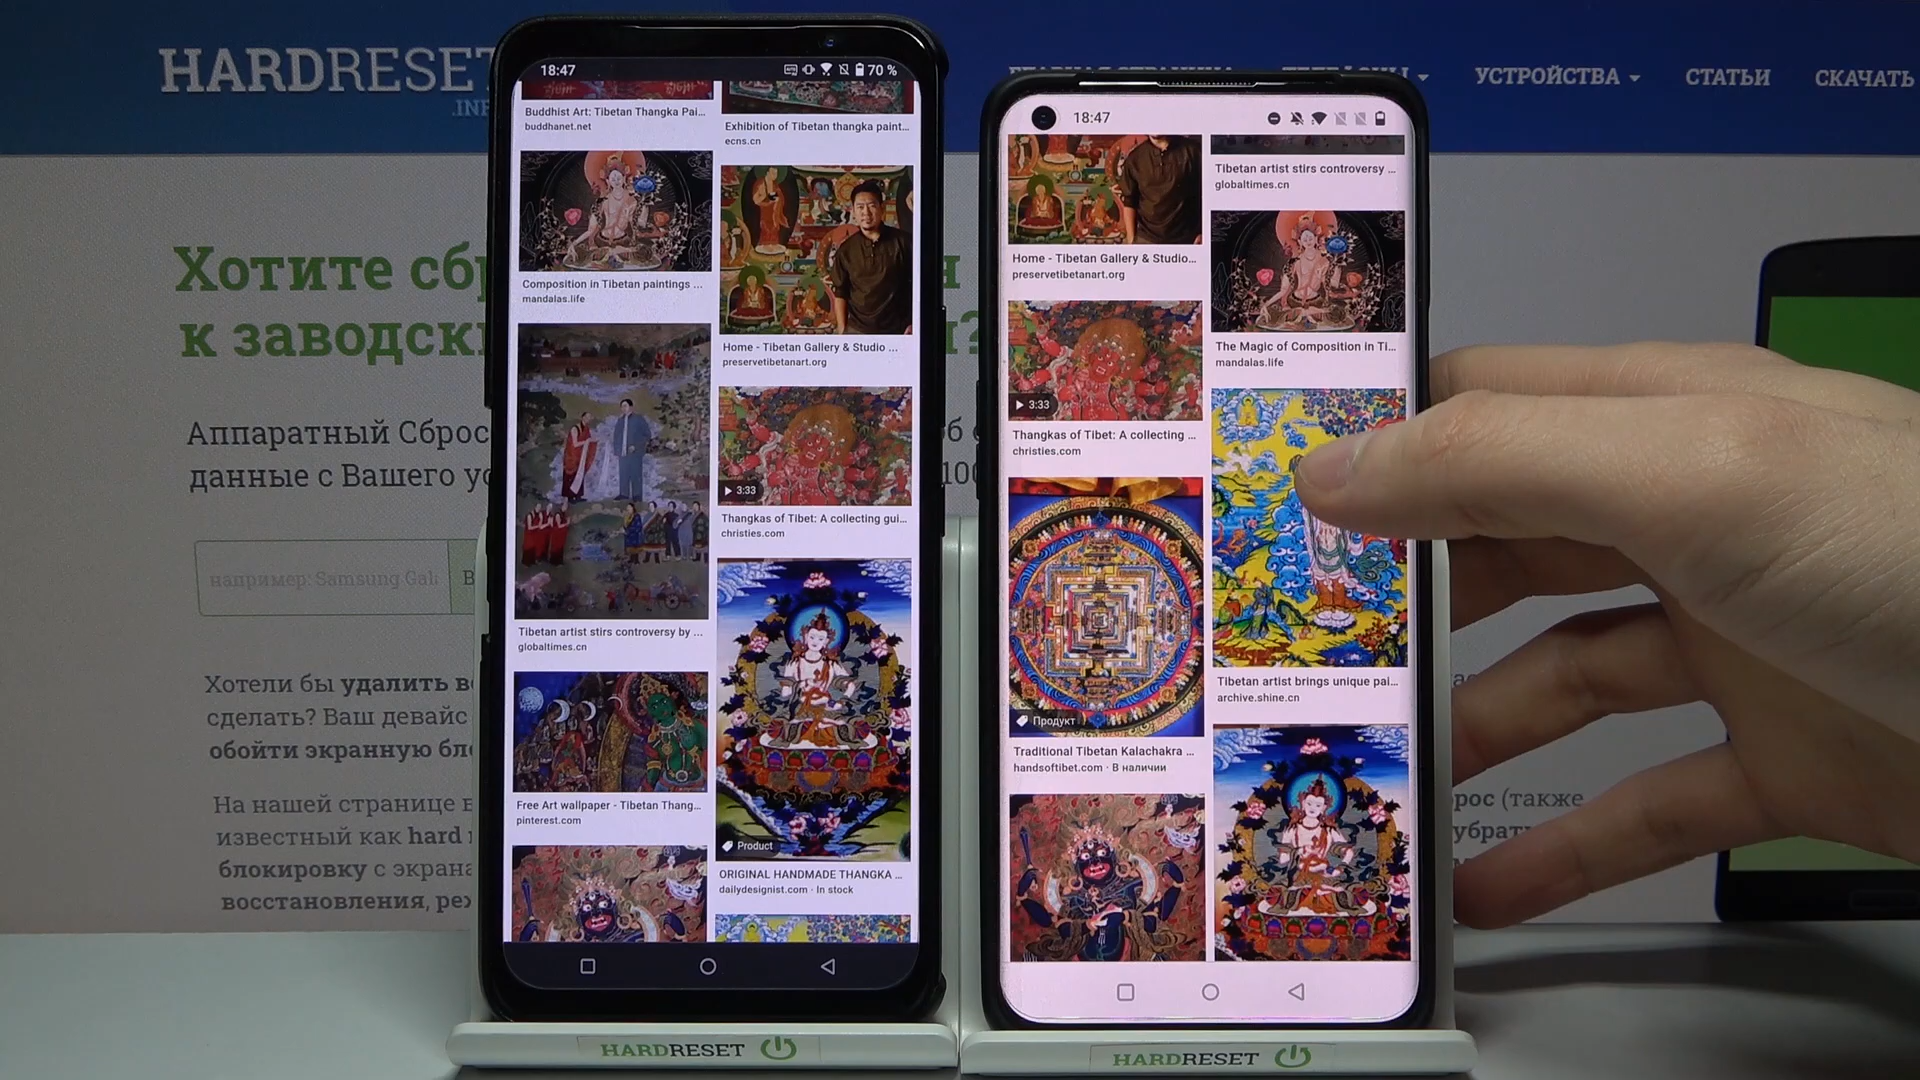 HARDRESET
.INF
УСТРОЙСТВА
СТАТЬИ
СКАЧАТЬ
Хотите
к заводск
Аппаратный Сброс
данные с Вашего
например: Samsung Gala
Хотели бы удалить
сделать? Ваш девайс
обойти экранную
На нашей странице
известный как hard
блокировку с экрана
восстановления,
(также
18:47
70 %
Buddhist Art: Tibetan Thangka Pai...
buddhanet.net
Composition in Tibetan paintings ...
mandalas.life
Tibetan artist stirs controversy by ...
globaltimes.cn
Free Art wallpaper - Tibetan Thang...
pinterest.com
Exhibition of Tibetan thangka paint...
ecns.cn
Home - Tibetan Gallery & Studio ...
preservetibetanart.org
3:33
Thangkas of Tibet: A collecting gui...
christies.com
Product
ORIGINAL HANDMADE THANGKA ...
dailydesignist.com · In stock
18:47
Home - Tibetan Gallery & Studio...
preservetibetanart.org
3:33
Thangkas of Tibet: A collecting ...
christies.com
Продукт
Traditional Tibetan Kalachakra ...
handsoftibet.com · В наличии
Tibetan artist stirs controversy ...
globaltimes.cn
The Magic of Composition in Ti...
mandalas.life
Tibetan artist brings unique pai...
archive.shine.cn
HARDRESET
HARDRESET